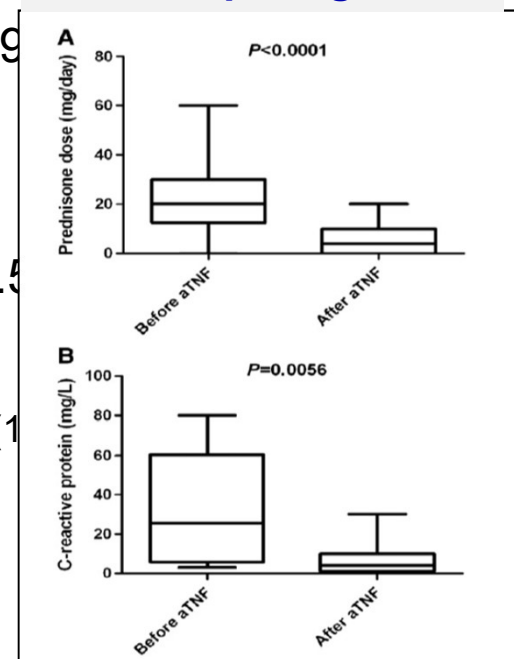 A
P<0.0001
Prednisone dose (mg/day)
80
60
40
20
0
Before aTNF
After aTNF
B
P=0.0056
C-reactive protein (mg/L)
100
80
60
40
20
0
Before aTNF
After aTNF